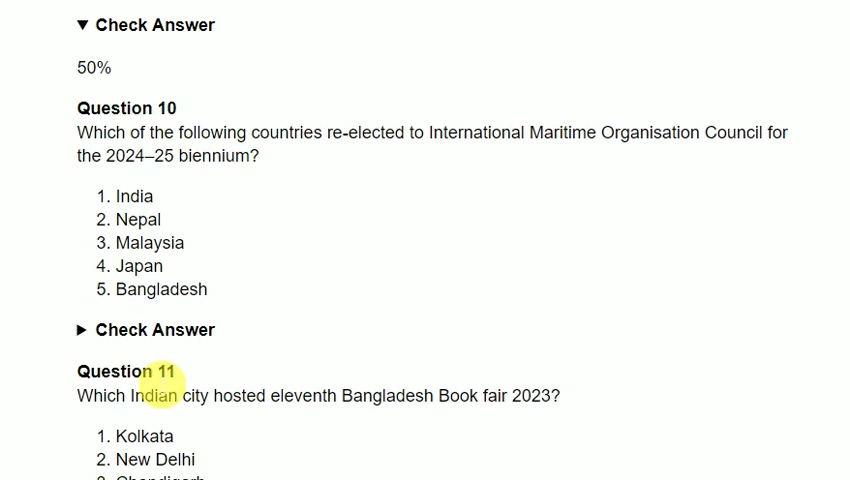 ▼ Check Answer
50%
Question 10
Which of the following countries re-elected to International Maritime Organisation Council for
the 2024–25 biennium?
1. India
2. Nepal
3. Malaysia
4. Japan
5. Bangladesh
▶ Check Answer
Question 11
Which Indian city hosted eleventh Bangladesh Book fair 2023?
1. Kolkata
2. New Delhi
3. Chandigarh